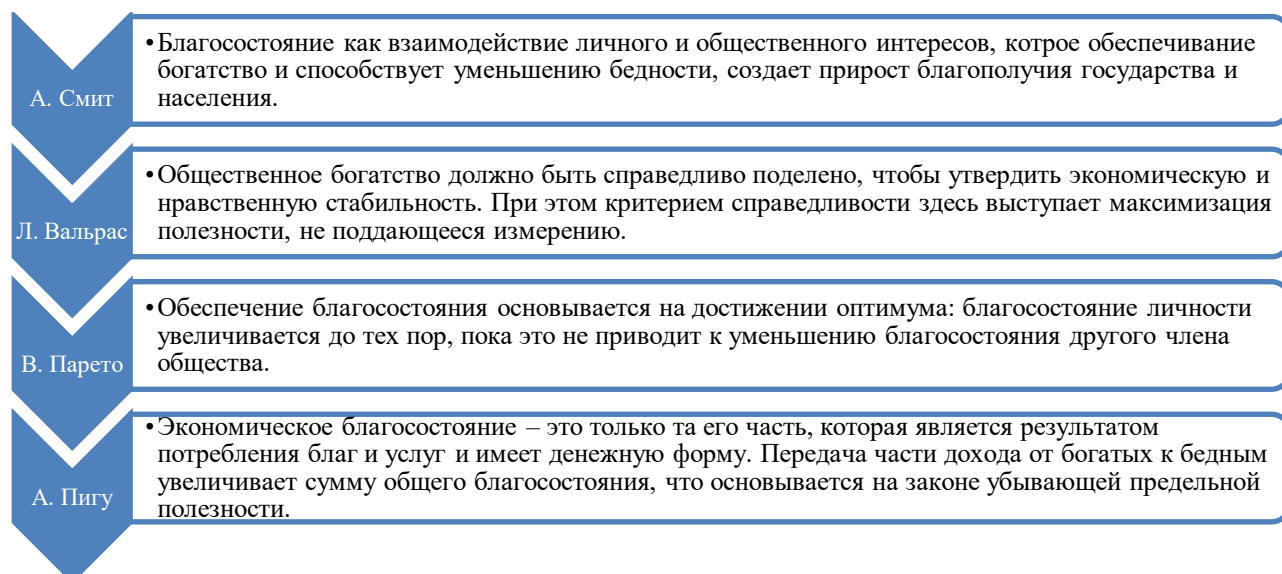 А. Смит
•Благосостояние как взаимодействие личного и общественного интересов, котрое обеспечивание
богатство и способствует уменьшению бедности, создает прирост благополучия государства и
населения.
Л. Вальрас
•Общественное богатство должно быть справедливо поделено, чтобы утвердить экономическую и
нравственную стабильность. При этом критерием справедливости здесь выступает максимизация
полезности, не поддающееся измерению.
В. Парето
•Обеспечение благосостояния основывается на достижении оптимума: благосостояние личности
увеличивается до тех пор, пока это не приводит к уменьшению благосостояния другого члена
общества.
А. Пигу
•Экономическое благосостояние – это только та его часть, которая является результатом
потребления благ и услуг и имеет денежную форму. Передача части дохода от богатых к бедным
увеличивает сумму общего благосостояния, что основывается на законе убывающей предельной
полезности.